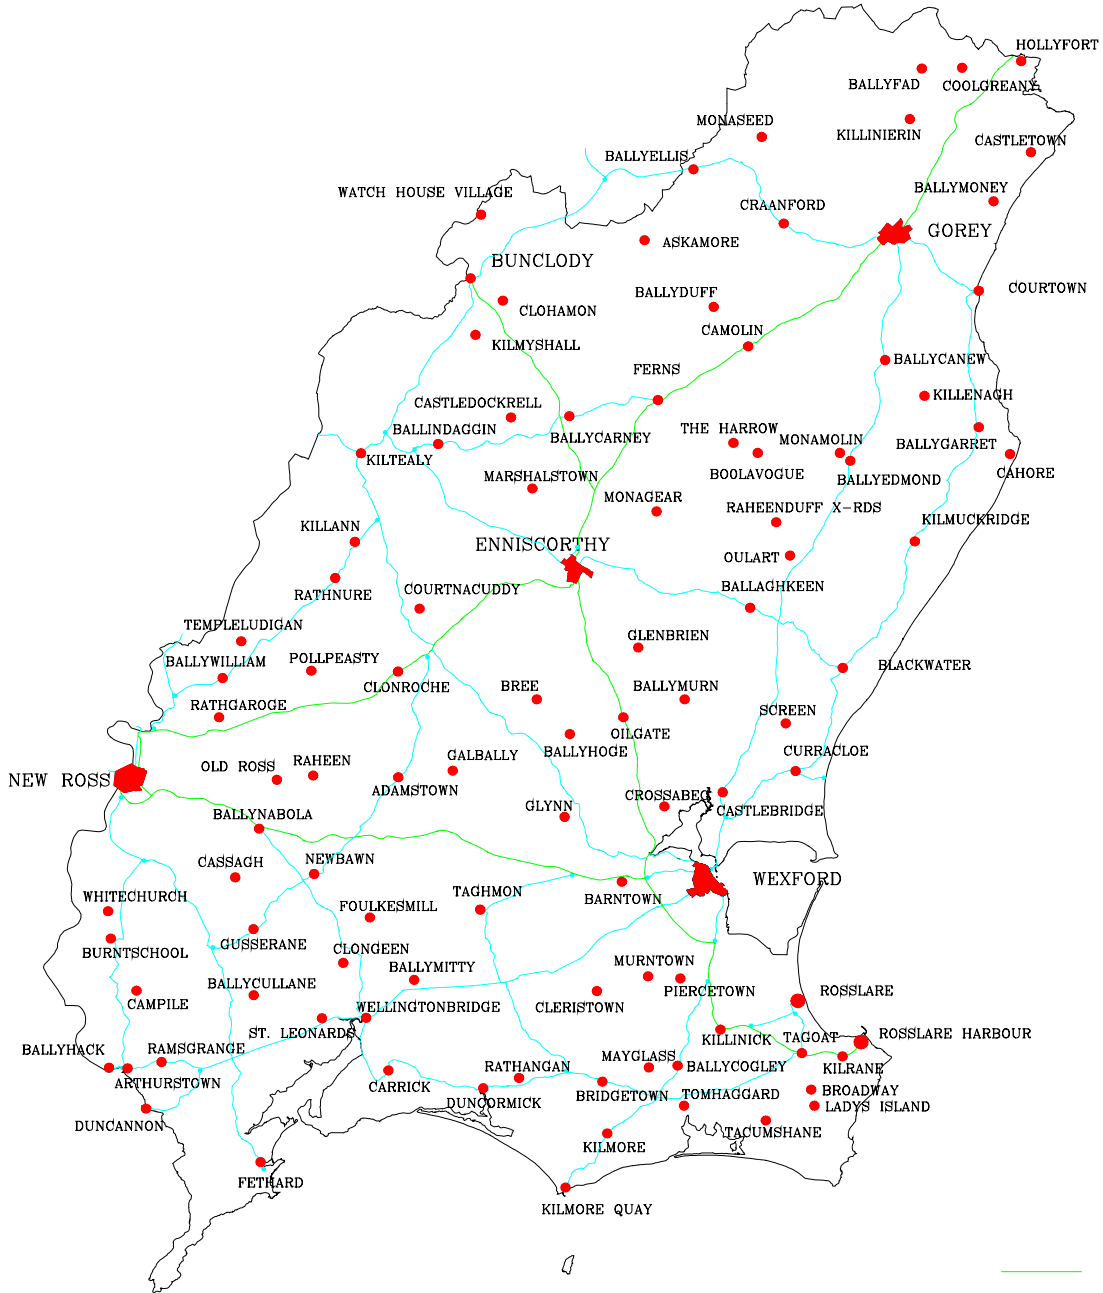 HOLLYFORT
BALLYFAD
COOLGREANY
MONASEED
KILLINIERIN
CASTLETOWN
BALLYELLIS
WATCH HOUSE VILLAGE
BALLYMONEY
CRAANFORD
GOREY
ASKAMORE
BUNCLODY
COURTOWN
BALLYDUFF
CLOHAMON
CAMOLIN
KILMYSHALL
BALLYCANEW
FERNS
KILLENAGH
CASTLEDOCKRELL
BALLINDAGGIN
THE HARROW
MONAMOLIN
BALLYCARNEY
BALLYGARRET
KILTEALY
BOOLAVOGUE
CAHORE
MARSHALSTOWN
BALLYEDMOND
MONAGEAR
RAHEENDUFF X-RDS
KILLANN
KILMUCKRIDGE
ENNISCORTHY
OULART
RATHNURE
COURTNACUDDY
BALLAGHKEEN
TEMPLELUDIGAN
GLENBRIEN
BALLYWILLIAM
POLLPEASTY
BLACKWATER
CLONROCHE
BREE
BALLYMURN
RATHGAROGE
SCREEN
OILGATE
BALLYHOGE
CURRACLOE
GALBALLY
RAHEEN
OLD ROSS
NEW ROSS
ADAMSTOWN
CROSSABEG
GLYNN
CASTLEBRIDGE
BALLYNABOLA
CASSAGH
NEWBAWN
WEXFORD
TAGHMON
WHITECHURCH
BARNTOWN
FOULKESMILL
GUSSERANE
CLONGEEN
BURNTSCHOOL
MURNTOWN
BALLYMITTY
BALLYCULLANE
PIERCETOWN
ROSSLARE
CAMPILE
CLERISTOWN
WELLINGTONBRIDGE
ST. LEONARDS
ROSSLARE HARBOUR
KILLINICK
TAGOAT
BALLYHACK
RAMSGRANGE
MAYGLASS
RATHANGAN
BALLYCOGLEY
KILRANE
ARTHURSTOWN
CARRICK
BROADWAY
BRIDGETOWN
TOMHAGGARD
DUNCORMICK
LADYS ISLAND
DUNCANNON
TACUMSHANE
KILMORE
FETHARD
KILMORE QUAY